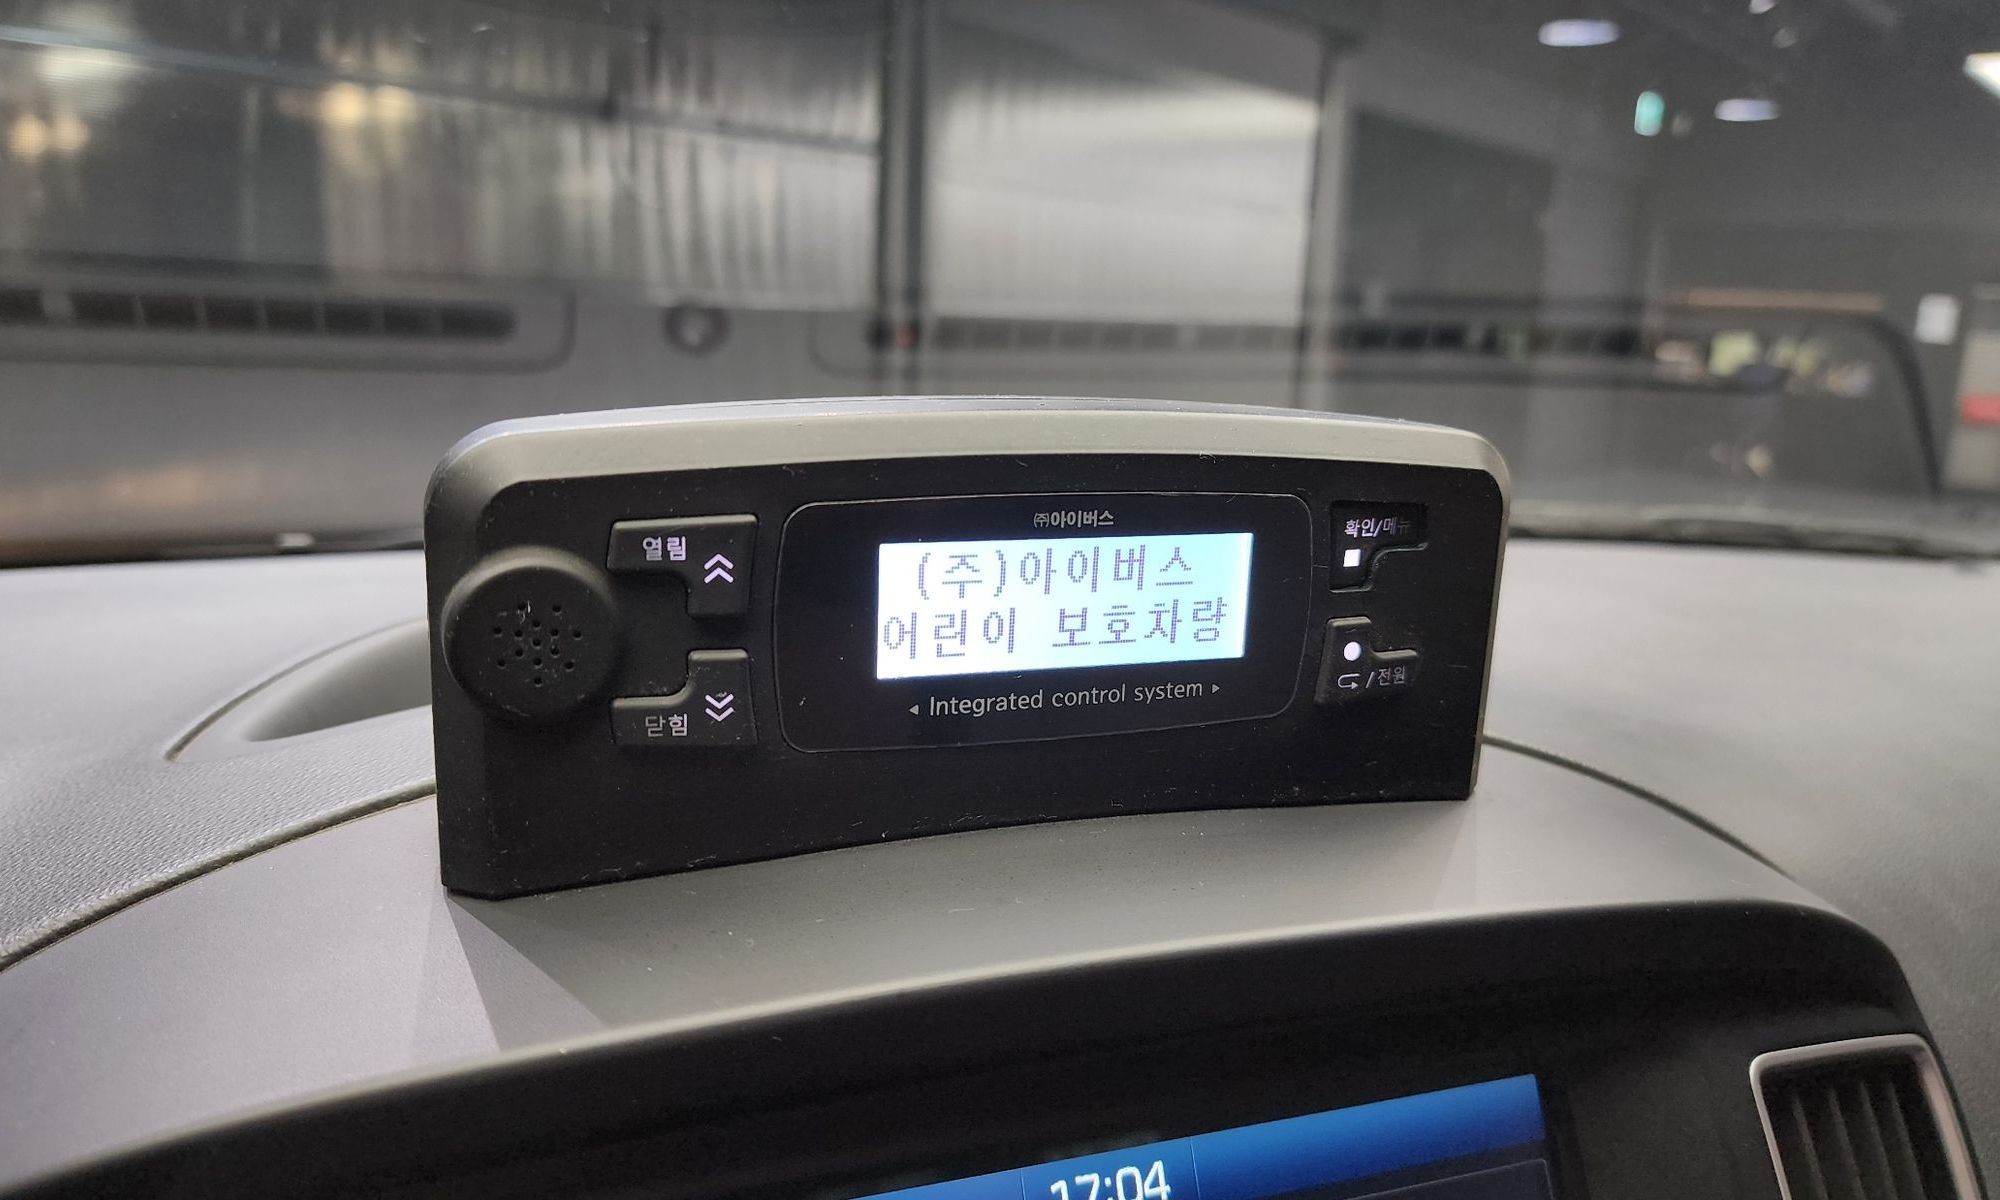 ㈜아이버스
(주)아이버스
어린이 보호차량
Integrated control system
열림
닫힘
확인/메뉴
/전원
17:04